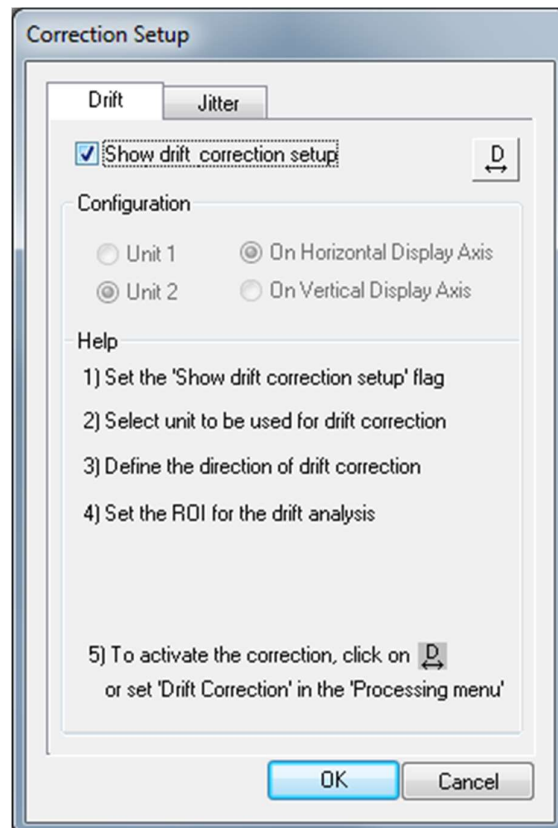 Correction Setup
Drift Jitter
Show drift correction setup D
Configuration
Unit 1 On Horizontal Display Axis
Unit 2 On Vertical Display Axis
Help
1) Set the 'Show drift correction setup' flag
2) Select unit to be used for drift correction
3) Define the direction of drift correction
4) Set the ROI for the drift analysis
5) To activate the correction, click on D
or set 'Drift Correction' in the 'Processing menu'
OK Cancel